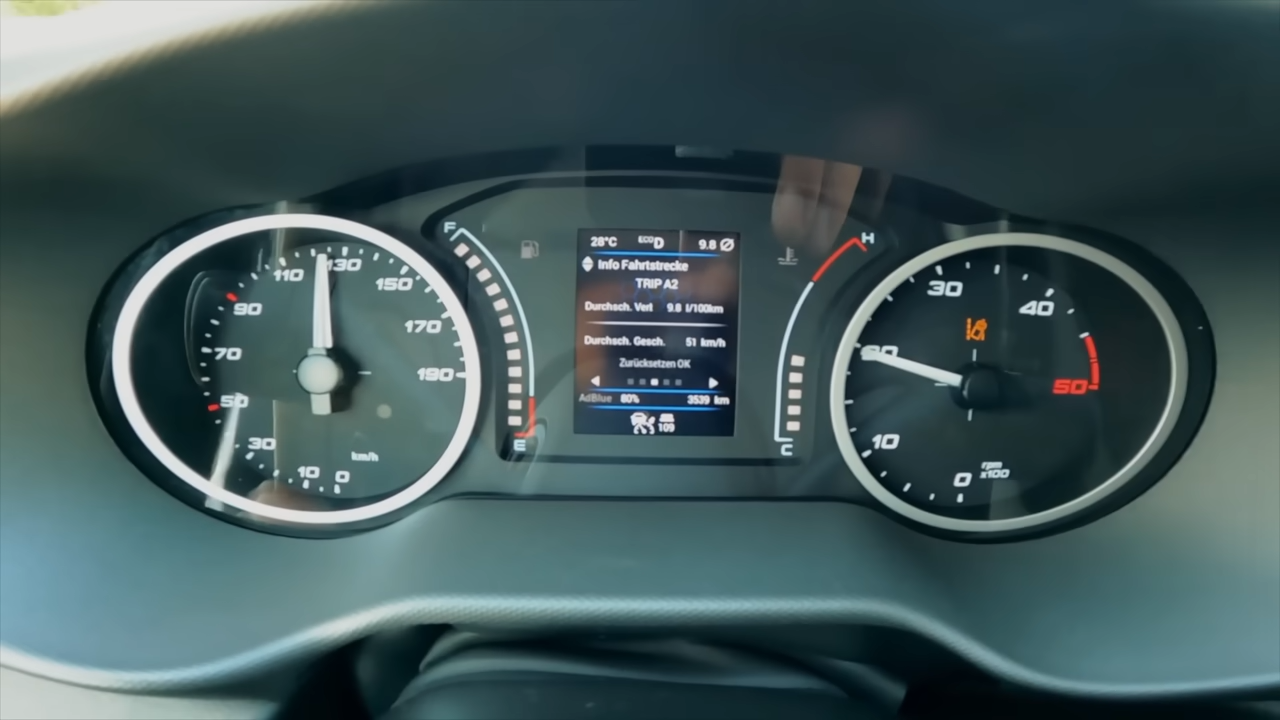 10
30
50
70
90
110
130
150
170
190
0
km/h
F
E
28°C ECO D 9.8 Ø
Info Fahrtstrecke
TRIP A2
Durchsch. Verl 9.8 l/100km
Durchsch. Gesch. 51 km/h
Zurücksetzen OK
AdBlue 80% 3539 km
109
H
C
0
10
20
30
40
50
rpm
x100